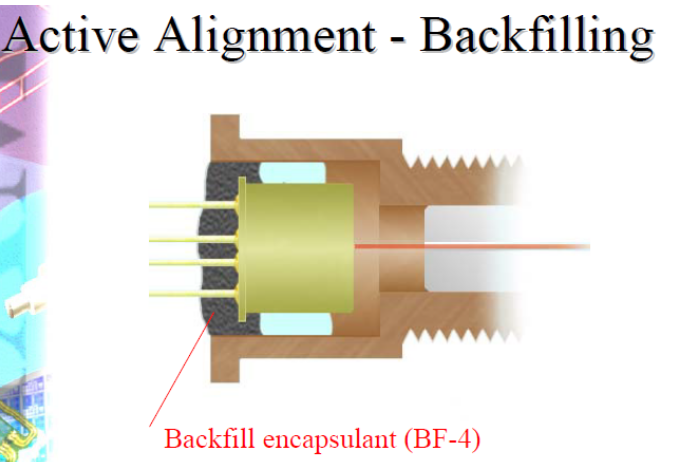 Active Alignment - Backfilling
Backfill encapsulant (BF-4)